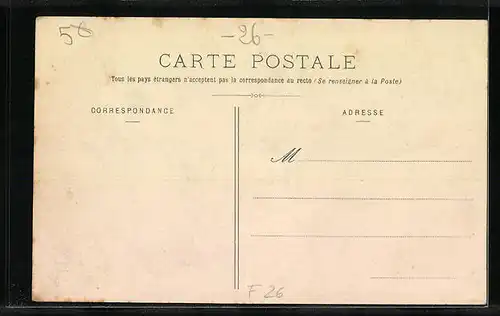 -26-
CARTE POSTALE
Tous les pays étrangers n'acceptent pas la correspondance au recto (Se renseigner à la Poste)
CORRESPONDANCE
ADRESSE
M
F 26